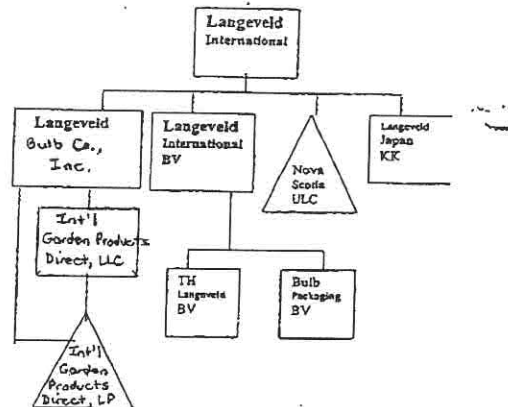 Langeveld
International
Langeveld
Bulb Co.,
Inc.
Langeveld
International
BV
Nova
Scotia
ULC
Langeveld
Japan
KK
Int'l
Garden Products
Direct, LLC
TH
Langeveld
BV
Bulb
Packaging
BV
Int'l
Garden
Products
Direct, LP